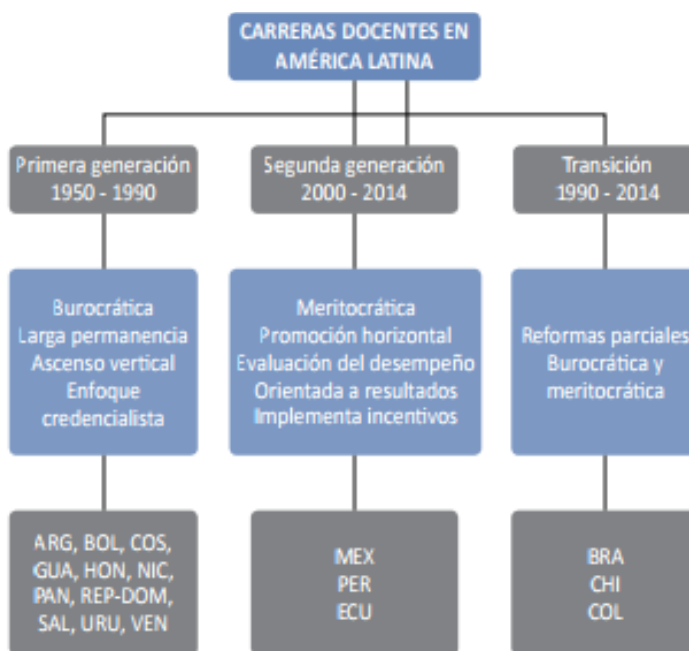 CARRERAS DOCENTES EN
AMÉRICA LATINA
Primera generación
1950 - 1990
Segunda generación
2000 - 2014
Transición
1990 - 2014
Burocrática
Larga permanencia
Ascenso vertical
Enfoque
credencialista
Meritocrática
Promoción horizontal
Evaluación del desempeño
Orientada a resultados
Implementa incentivos
Reformas parciales
Burocrática y
meritocrática
ARG, BOL, COS,
GUA, HON, NIC,
PAN, REP-DOM,
SAL, URU, VEN
MEX
PER
ECU
BRA
CHI
COL